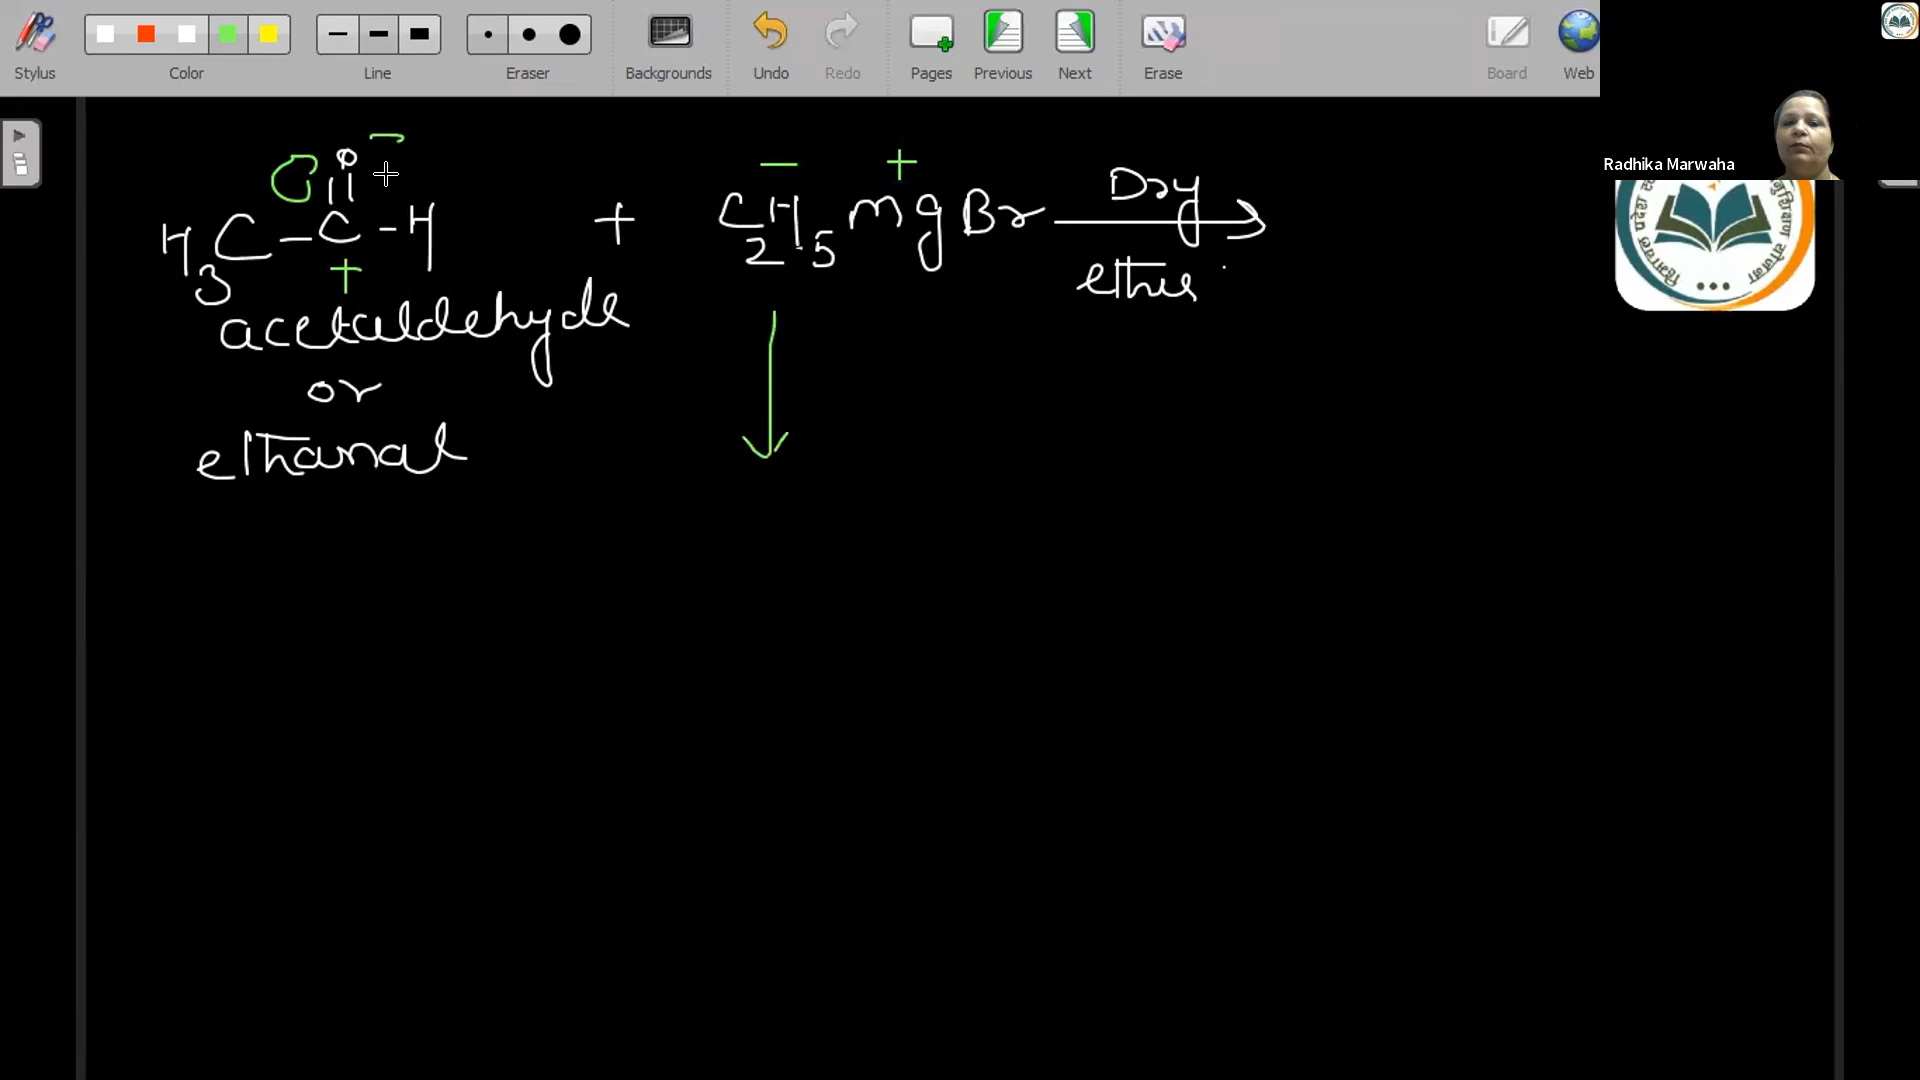 Stylus Color Line Eraser Backgrounds Undo Redo Pages Previous Next Erase Board Web
Radhika Marwaha
O
H3C - C - H + C2H5MgBr Dry
ether
acetaldehyde
or
ethanal